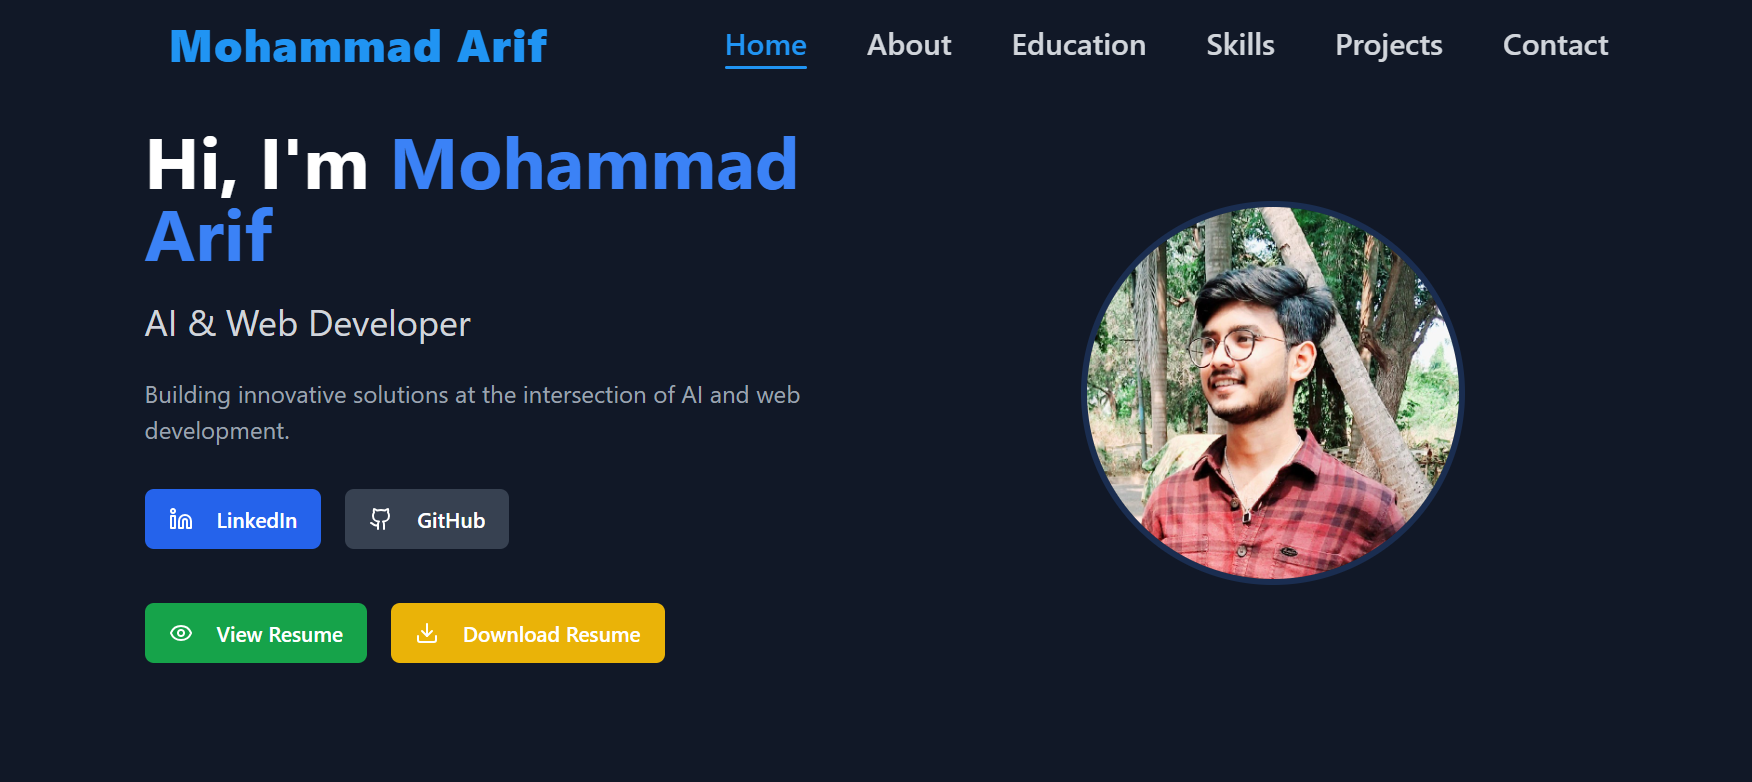 Mohammad Arif
Home
About
Education
Skills
Projects
Contact
Hi, I'm Mohammad
Arif
AI & Web Developer
Building innovative solutions at the intersection of AI and web
development.
LinkedIn
GitHub
View Resume
Download Resume